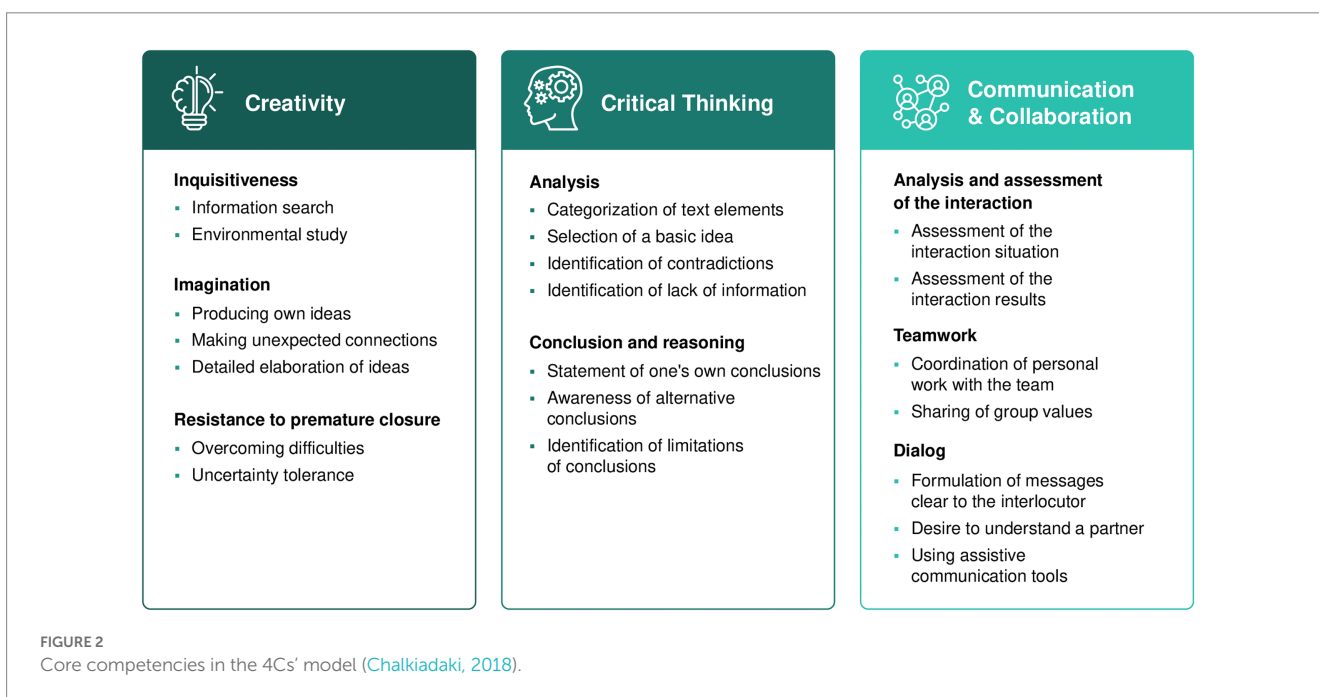 Creativity
Inquisitiveness
▪ Information search
▪ Environmental study
Imagination
▪ Producing own ideas
▪ Making unexpected connections
▪ Detailed elaboration of ideas
Resistance to premature closure
▪ Overcoming difficulties
▪ Uncertainty tolerance
Critical Thinking
Analysis
▪ Categorization of text elements
▪ Selection of a basic idea
▪ Identification of contradictions
▪ Identification of lack of information
Conclusion and reasoning
▪ Statement of one's own conclusions
▪ Awareness of alternative
conclusions
▪ Identification of limitations
of conclusions
Communication
& Collaboration
Analysis and assessment
of the interaction
▪ Assessment of the
interaction situation
▪ Assessment of the
interaction results
Teamwork
▪ Coordination of personal
work with the team
▪ Sharing of group values
Dialog
▪ Formulation of messages
clear to the interlocutor
▪ Desire to understand a partner
▪ Using assistive
communication tools
FIGURE 2
Core competencies in the 4Cs’ model (Chalkiadaki, 2018).